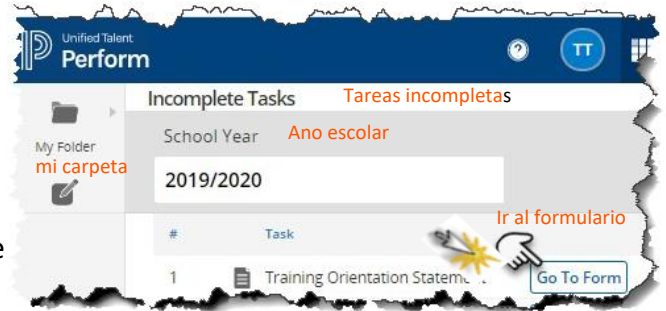 Unified Talent
Perform
?
TT
Incomplete Tasks Tareas incompletas
My Folder
mi carpeta
School Year Ano escolar
2019/2020
Ir al formulario
# Task
e
1 Training Orientation Go To Form